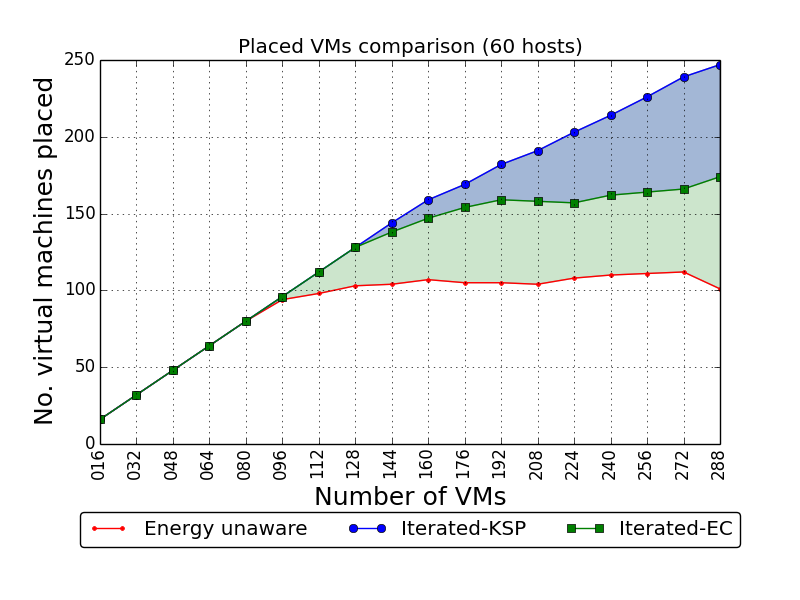 Placed VMs comparison (60 hosts)
No. virtual machines placed
250
200
150
100
50
0
016 032 048 064 080 096 112 128 144 160 176 192 208 224 240 256 272 288
Number of VMs
Energy unaware Iterated-KSP Iterated-EC